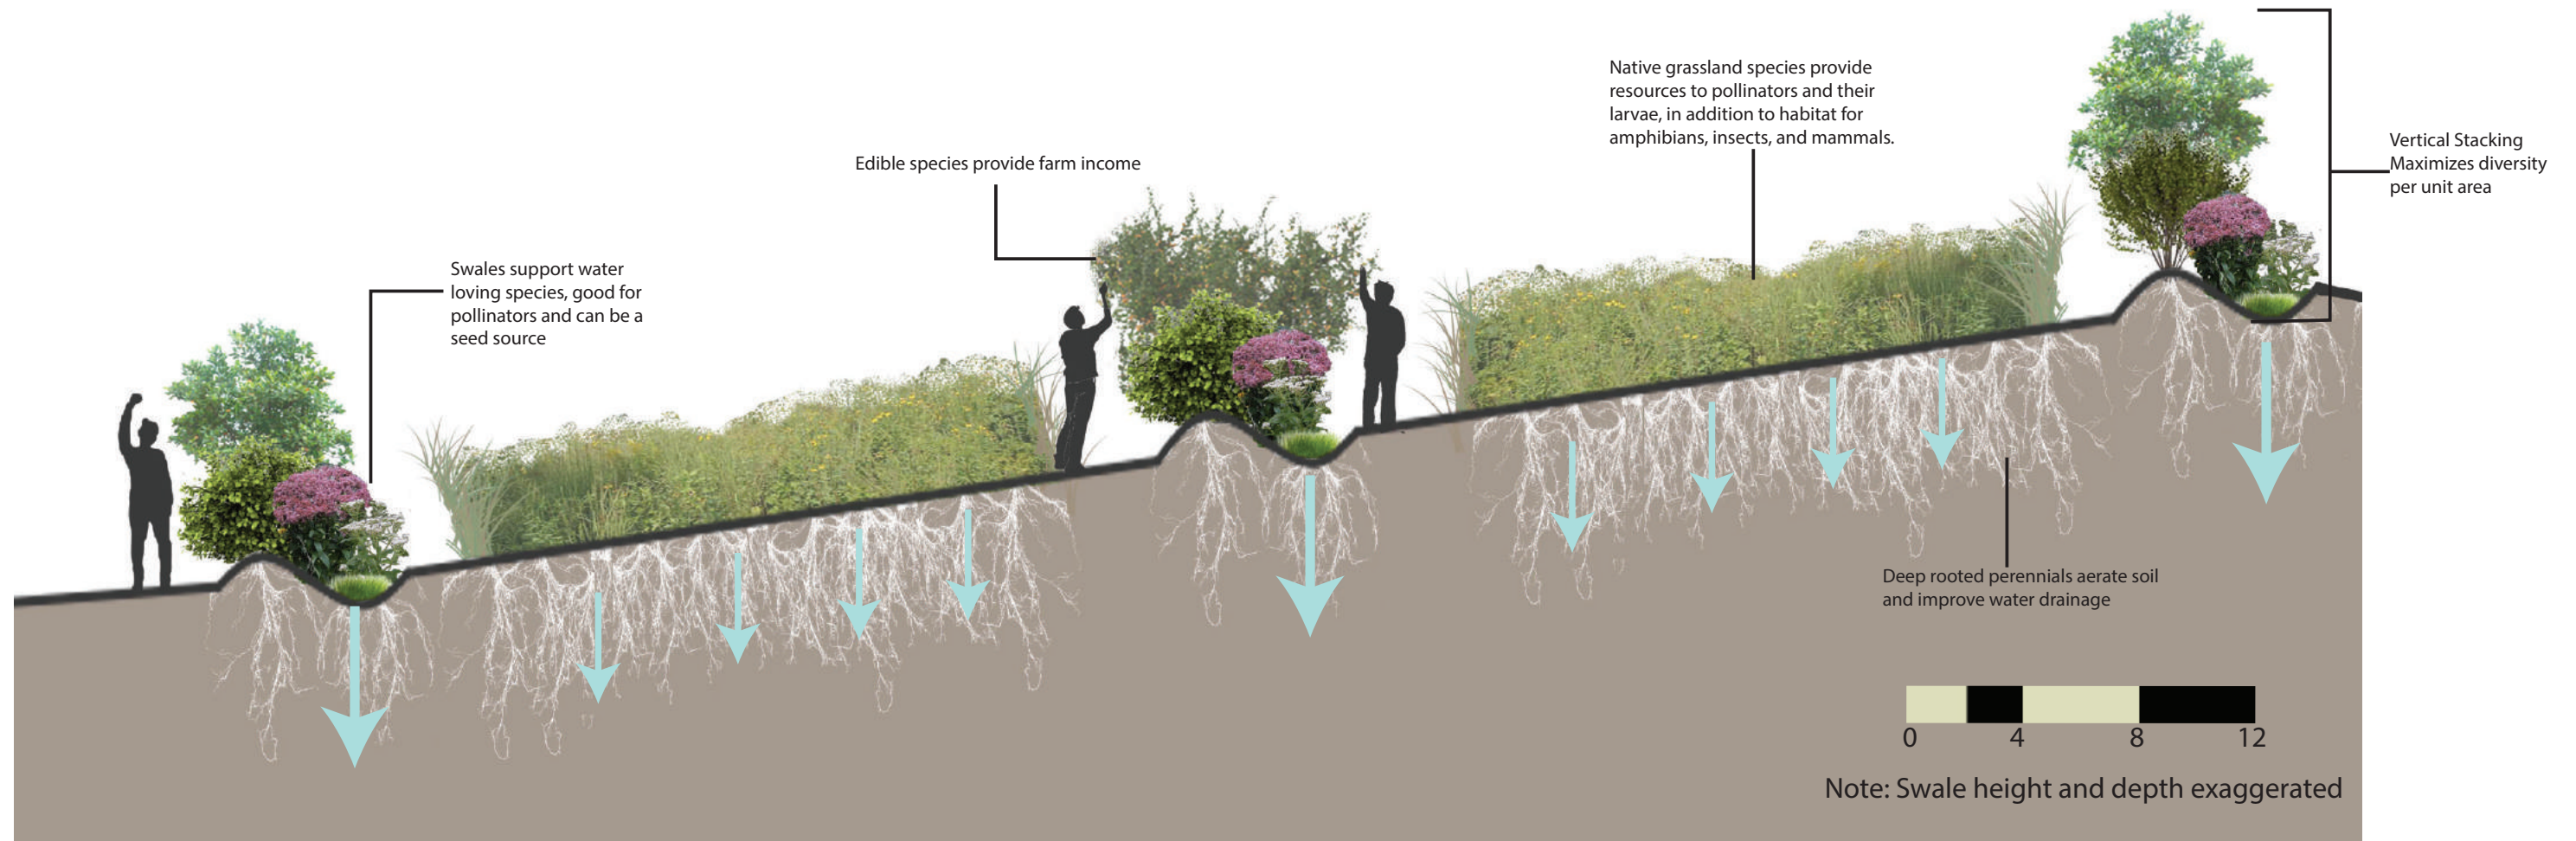 Native grassland species provide
resources to pollinators and their
larvae, in addition to habitat for
amphibians, insects, and mammals.
Vertical Stacking
Maximizes diversity
per unit area
Edible species provide farm income
Swales support water
loving species, good for
pollinators and can be a
seed source
Deep rooted perennials aerate soil
and improve water drainage
0 4 8 12
Note: Swale height and depth exaggerated